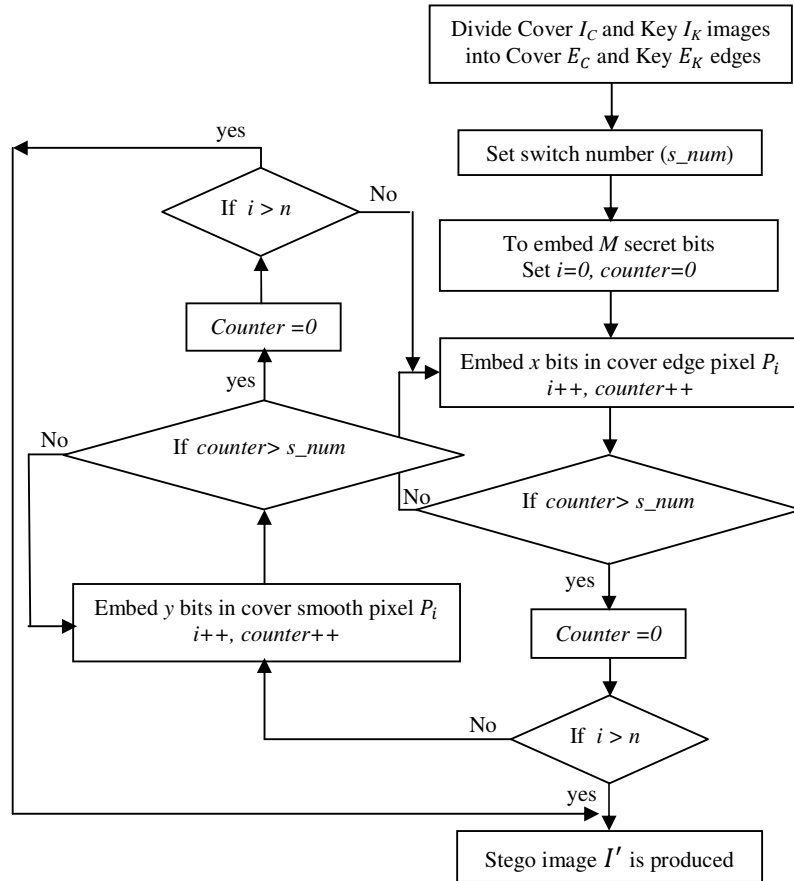 Divide Cover I_C and Key I_K images
into Cover E_C and Key E_K edges
Set switch number (s_num)
To embed M secret bits
Set i=0, counter=0
Embed x bits in cover edge pixel P_i
i++, counter++
If counter> s_num
No
yes
Counter =0
If i > n
No
yes
Embed y bits in cover smooth pixel P_i
i++, counter++
If counter> s_num
No
yes
Counter =0
If i > n
No
yes
Stego image I′ is produced